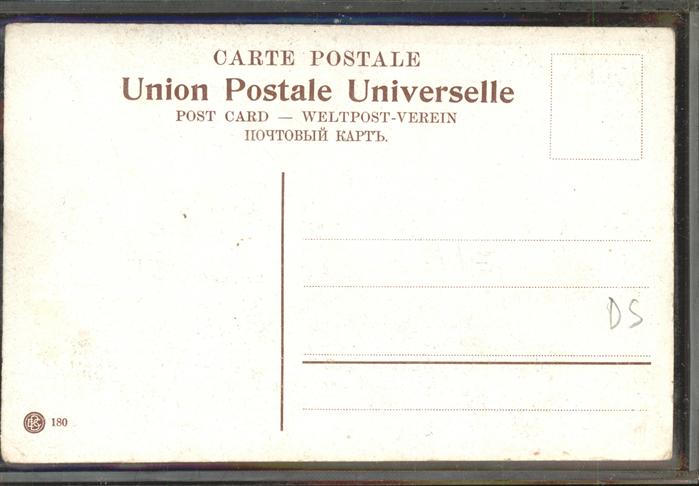 CARTE POSTALE
Union Postale Universelle
POST CARD — WELTPOST-VEREIN
ПОЧТОВЫЙ КАРТЪ.
DS
180